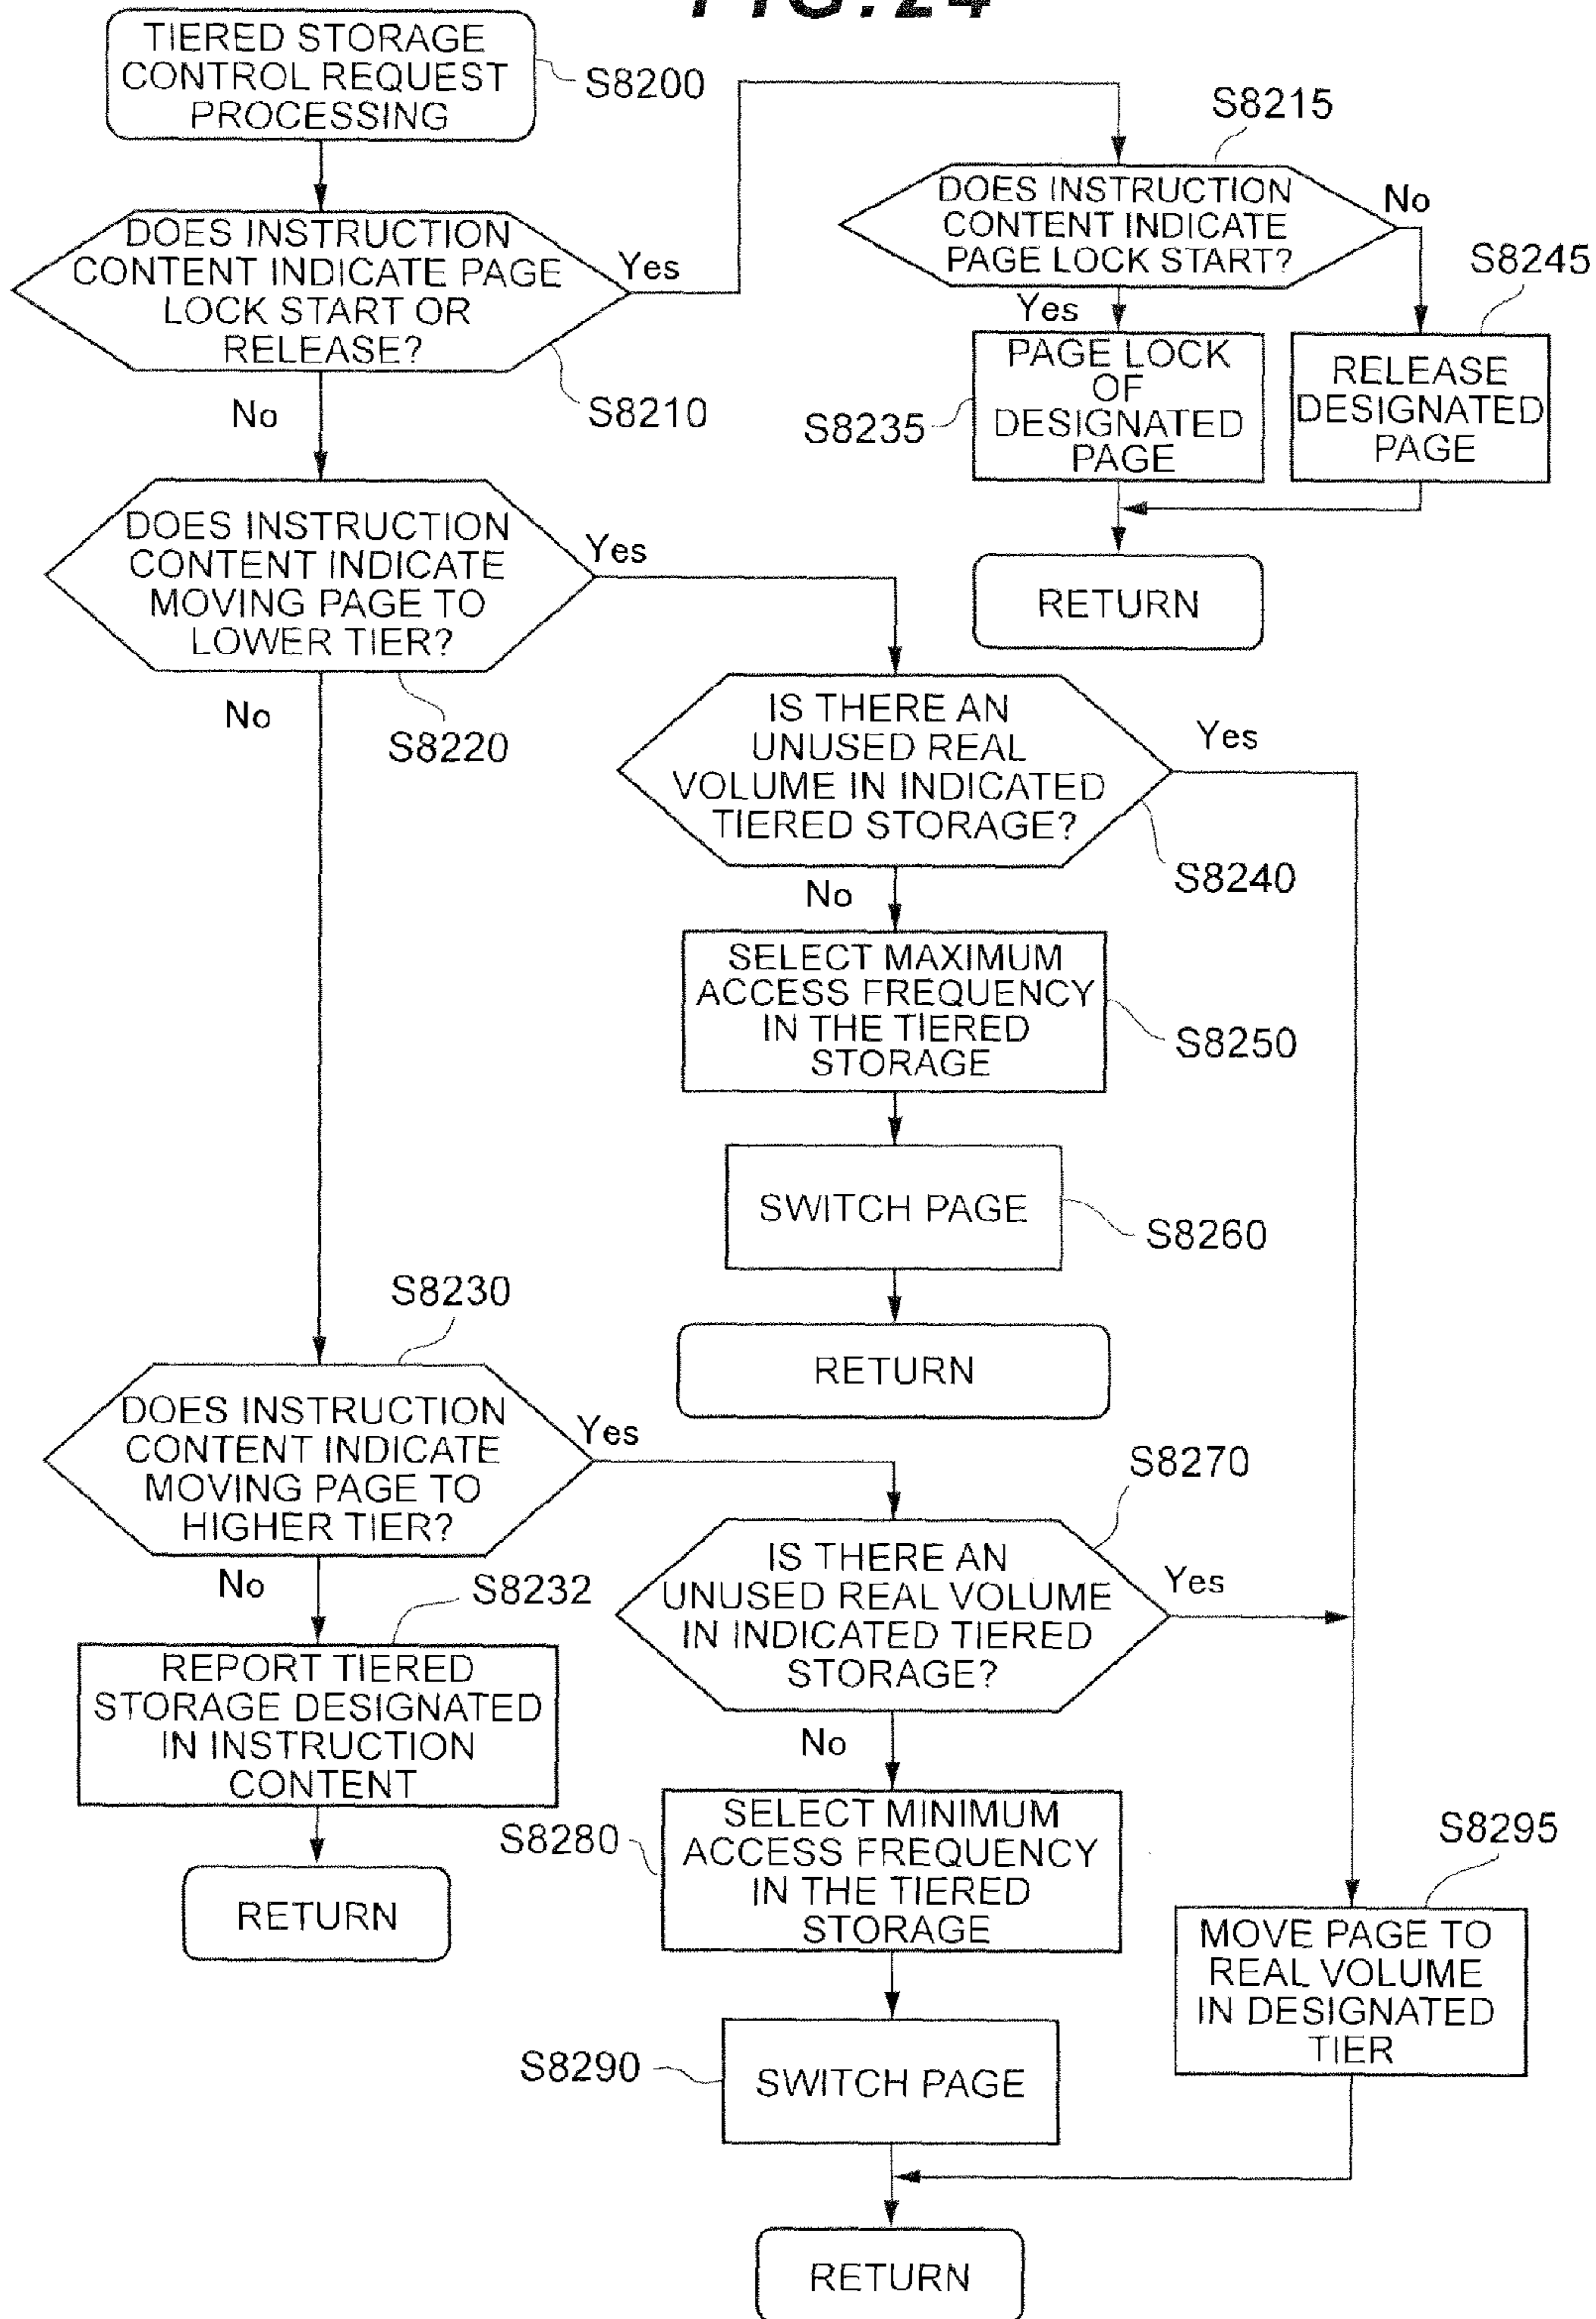 FIG. 24
TIERED STORAGE
CONTROL REQUEST
PROCESSING
S8200
DOES INSTRUCTION
CONTENT INDICATE PAGE
LOCK START OR
RELEASE?
Yes
No
S8210
S8215
DOES INSTRUCTION
CONTENT INDICATE
PAGE LOCK START?
No
Yes
S8245
S8235
PAGE LOCK
OF
DESIGNATED
PAGE
RELEASE
DESIGNATED
PAGE
RETURN
DOES INSTRUCTION
CONTENT INDICATE
MOVING PAGE TO
LOWER TIER?
Yes
No
S8220
IS THERE AN
UNUSED REAL
VOLUME IN INDICATED
TIERED STORAGE?
Yes
S8240
No
SELECT MAXIMUM
ACCESS FREQUENCY
IN THE TIERED
STORAGE
S8250
SWITCH PAGE
S8260
RETURN
S8230
DOES INSTRUCTION
CONTENT INDICATE
MOVING PAGE TO
HIGHER TIER?
Yes
No
S8232
REPORT TIERED
STORAGE DESIGNATED
IN INSTRUCTION
CONTENT
RETURN
S8270
IS THERE AN
UNUSED REAL VOLUME
IN INDICATED TIERED
STORAGE?
Yes
No
S8280
SELECT MINIMUM
ACCESS FREQUENCY
IN THE TIERED
STORAGE
S8295
MOVE PAGE TO
REAL VOLUME
IN DESIGNATED
TIER
S8290
SWITCH PAGE
RETURN